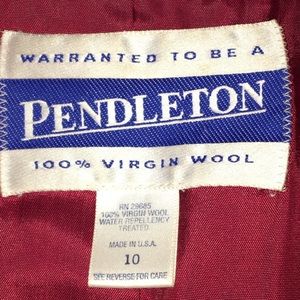 WARRANTED TO BE A
PENDLETON
100% VIRGIN WOOL
RN 29685
100% VIRGIN WOOL
WATER REPELLENCY
TREATED
MADE IN U.S.A.
10
SEE REVERSE FOR CARE